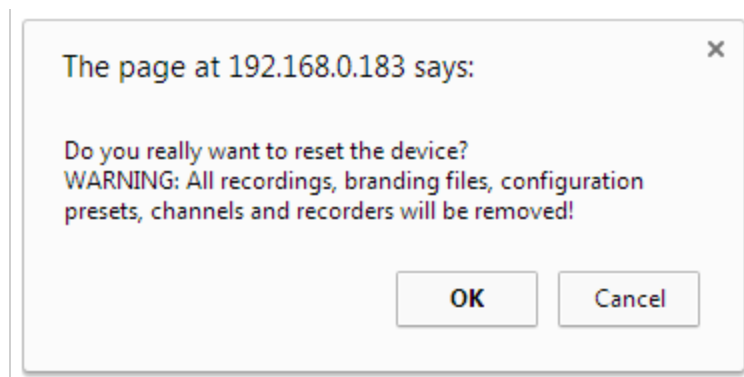 The page at 192.168.0.183 says:
Do you really want to reset the device?
WARNING: All recordings, branding files, configuration
presets, channels and recorders will be removed!
OK Cancel